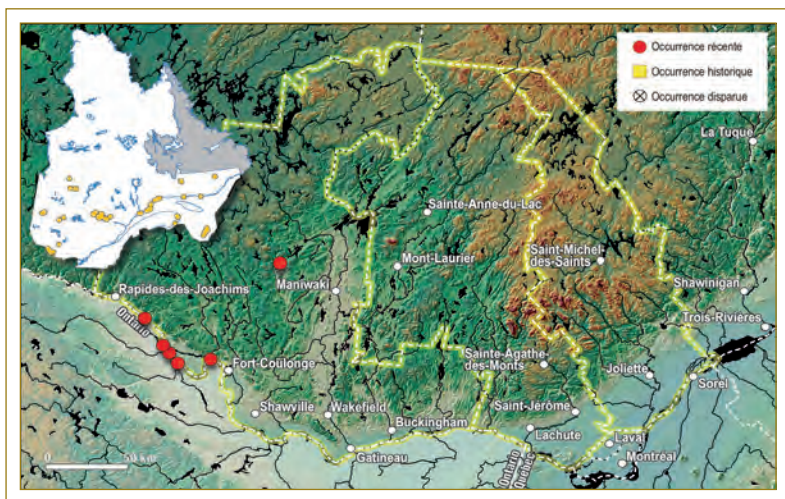 Occurrence récente
Occurrence historique
Occurrence disparue
La Tuque
Sainte-Anne-du-Lac
Saint-Michel
des-Saints
Mont-Laurier
Maniwaki
Rapides-des-Joachims
Shawinigan
Ontario
Trois-Rivières
Fort-Coulonge
Sainte-Agathe
des-Monts
Joliette
Sorel
Shawville
Wakefield
Saint-Jérôme
Buckingham
Lachute
Laval
Gatineau
Montréal
Ontario
Québec
0 50 km